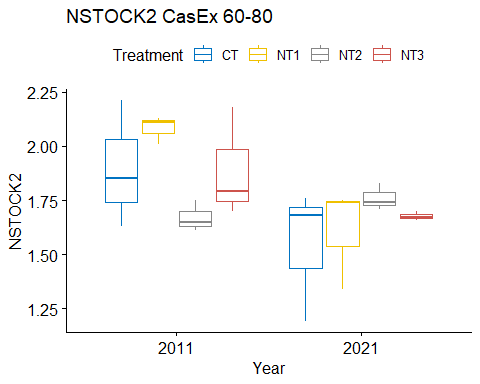 NSTOCK2 CasEx 60-80
Treatment CT NT1 NT2 NT3
2.25
2.00
1.75
1.50
1.25
NSTOCK2
2011 2021
Year